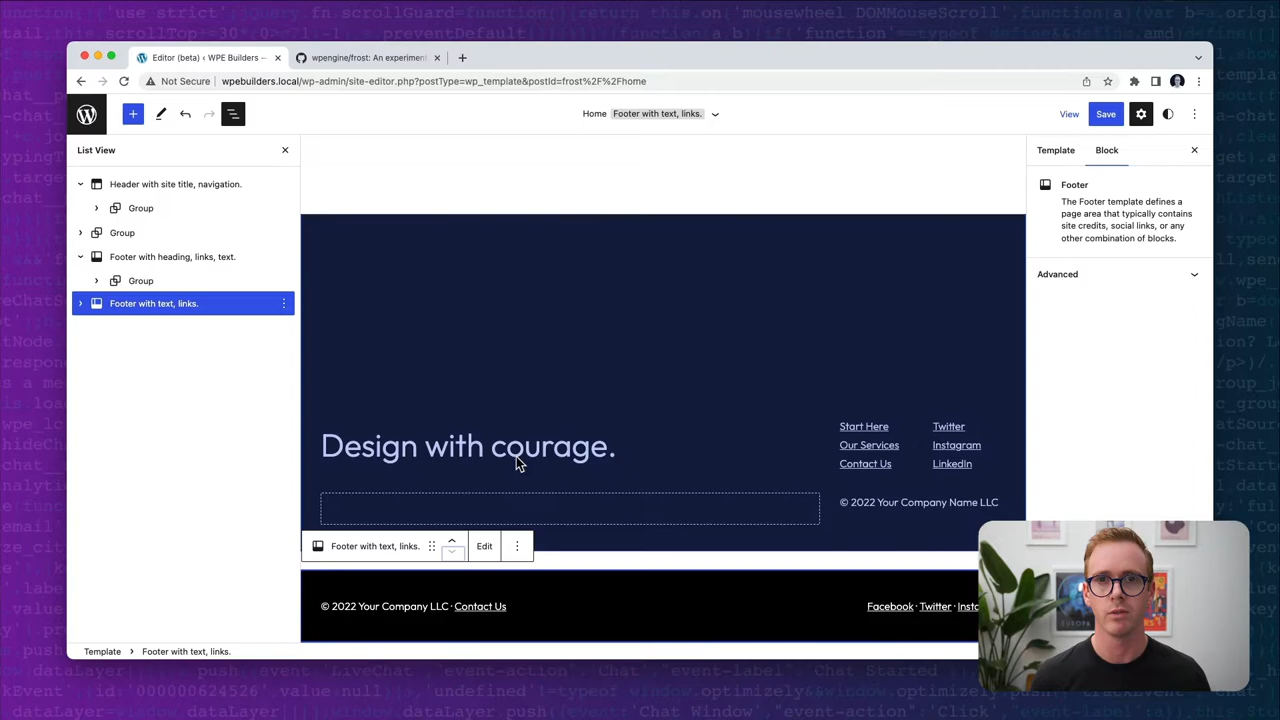 Editor (beta) ‹ WPE Builders —
wpengine/frost: An experiment
Not Secure
wpebuilders.local/wp-admin/site-editor.php?postType=wp_template&postId=frost%2F%2Fhome
Home Footer with text, links.
View
Save
List View
Header with site title, navigation.
Group
Group
Footer with heading, links, text.
Group
Footer with text, links.
Template
Block
Footer
The Footer template defines a
page area that typically contains
site credits, social links, or any
other combination of blocks.
Advanced
Design with courage.
Start Here
Our Services
Contact Us
Twitter
Instagram
LinkedIn
© 2022 Your Company Name LLC
Footer with text, links.
Edit
© 2022 Your Company LLC · Contact Us
Facebook · Twitter · Insta
Template
Footer with text, links.
EUROPA